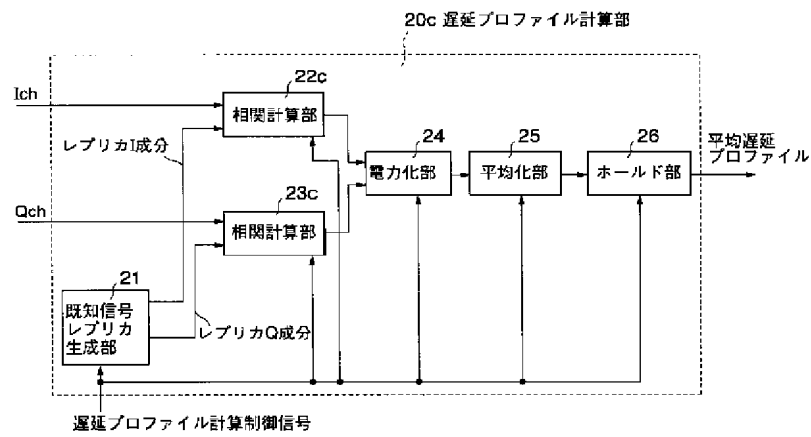 20c 遅延プロファイル計算部
Ich
22c
相関計算部
レプリカI成分
24
電力化部
25
平均化部
26
ホールド部
平均遅延
プロファイル
Qch
23c
相関計算部
21
既知信号
レプリカ
生成部
レプリカQ成分
遅延プロファイル計算制御信号